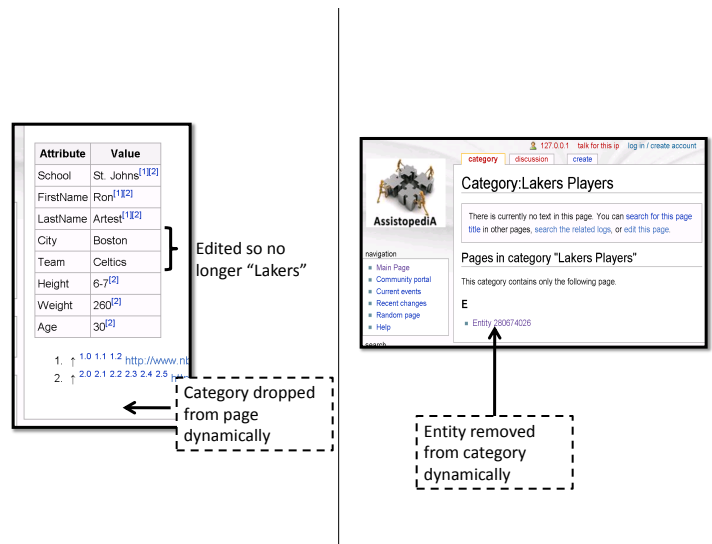 Attribute Value
School St. Johns[1][2]
FirstName Ron[1][2]
LastName Artest[1][2]
City Boston
Team Celtics
Height 6-7[2]
Weight 260[2]
Age 30[2]
Edited so no
longer “Lakers”
1. ↑ 1.0 1.1 1.2 http://www.nb
2. ↑ 2.0 2.1 2.2 2.3 2.4 2.5
Category dropped
from page
dynamically
127.0.0.1 talk for this ip log in / create account
category discussion create
AssistopediA
Category:Lakers Players
There is currently no text in this page. You can search for this page
title in other pages, search the related logs, or edit this page.
Pages in category "Lakers Players"
This category contains only the following page.
E
Entity 280674026
navigation
Main Page
Community portal
Current events
Recent changes
Random page
Help
search
Entity removed
from category
dynamically